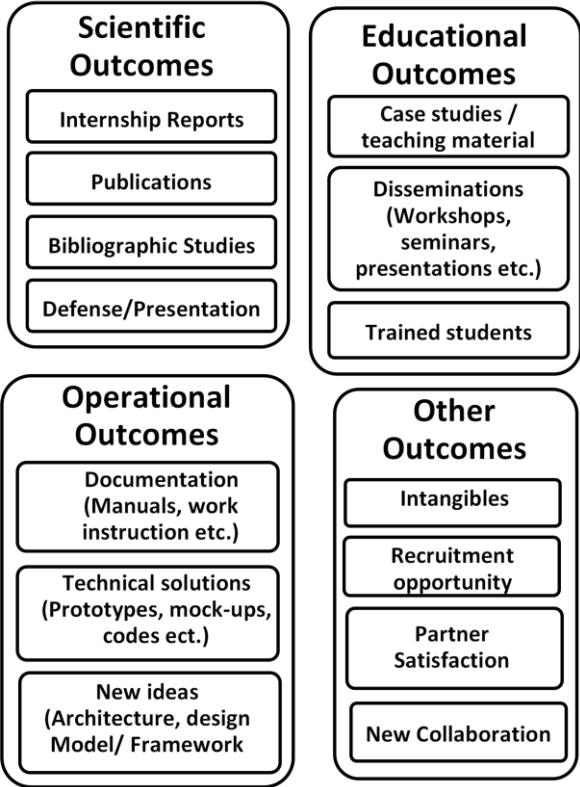 Scientific
Outcomes
Internship Reports
Publications
Bibliographic Studies
Defense/Presentation
Educational
Outcomes
Case studies /
teaching material
Disseminations
(Workshops,
seminars,
presentations etc.)
Trained students
Operational
Outcomes
Documentation
(Manuals, work
instruction etc.)
Technical solutions
(Prototypes, mock-ups,
codes ect.)
New ideas
(Architecture, design
Model/ Framework
Other
Outcomes
Intangibles
Recruitment
opportunity
Partner
Satisfaction
New Collaboration